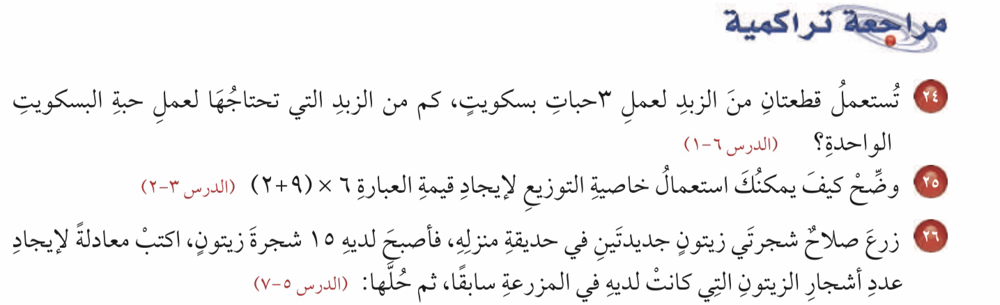 مراجعة تراكمية
٢٤ تُستعملُ قطعتانِ منَ الزبدِ لعملِ ٣حباتِ بسكويتٍ، كم من الزبدِ التي تحتاجُهَا لعملِ حبةِ البسكويتِ
الواحدةِ؟ (الدرس ٦-١)
٢٥ وضِّحْ كيفَ يمكنُكَ استعمالُ خاصيةِ التوزيعِ لإيجادِ قيمةِ العبارةِ ٦ × (٩+٢) (الدرس ٣-٢)
٢٦ زرعَ صلاحٌ شجرتَي زيتونٍ جديدتَينِ في حديقةِ منزلِهِ، فأصبحَ لديهِ ١٥ شجرةَ زيتونٍ، اكتبْ معادلةً لإيجادِ
عددِ أشجارِ الزيتونِ التِي كانتْ لديهِ في المزرعةِ سابقًا، ثم حُلَّها: (الدرس ٥-٧)